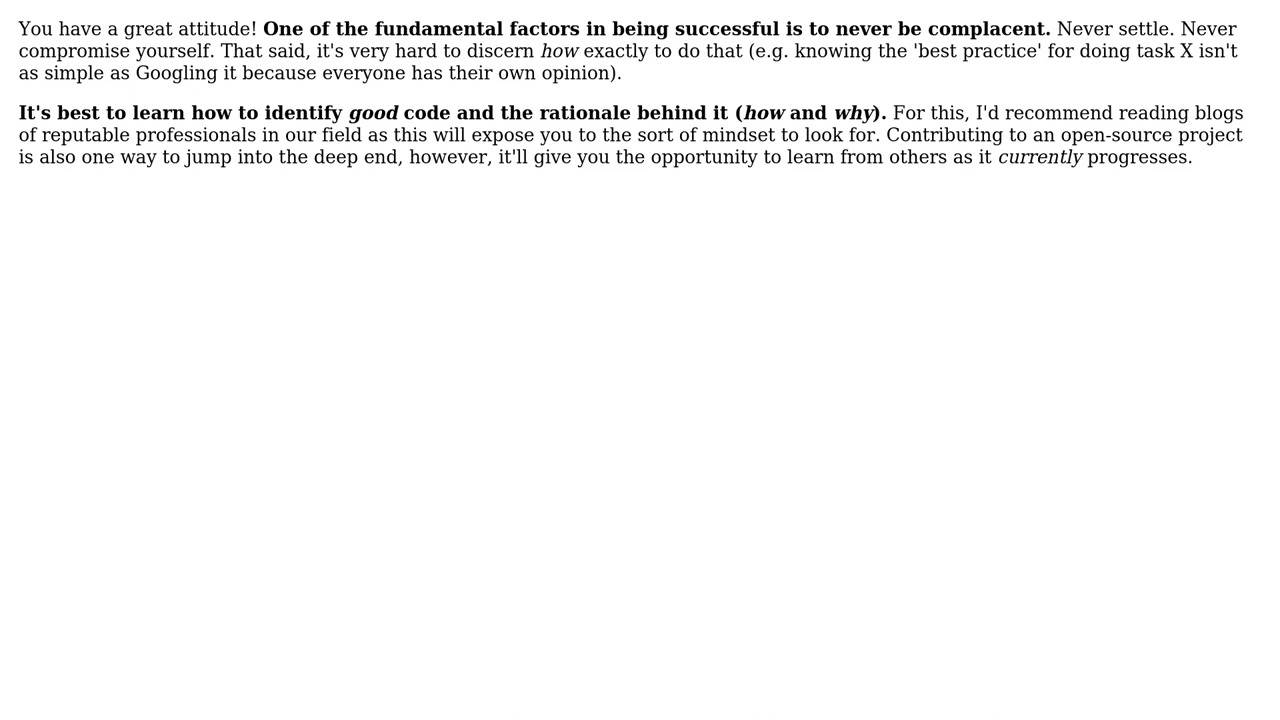 You have a great attitude! One of the fundamental factors in being successful is to never be complacent. Never settle. Never
compromise yourself. That said, it's very hard to discern how exactly to do that (e.g. knowing the 'best practice' for doing task X isn't
as simple as Googling it because everyone has their own opinion).
It's best to learn how to identify good code and the rationale behind it (how and why). For this, I'd recommend reading blogs
of reputable professionals in our field as this will expose you to the sort of mindset to look for. Contributing to an open-source project
is also one way to jump into the deep end, however, it'll give you the opportunity to learn from others as it currently progresses.